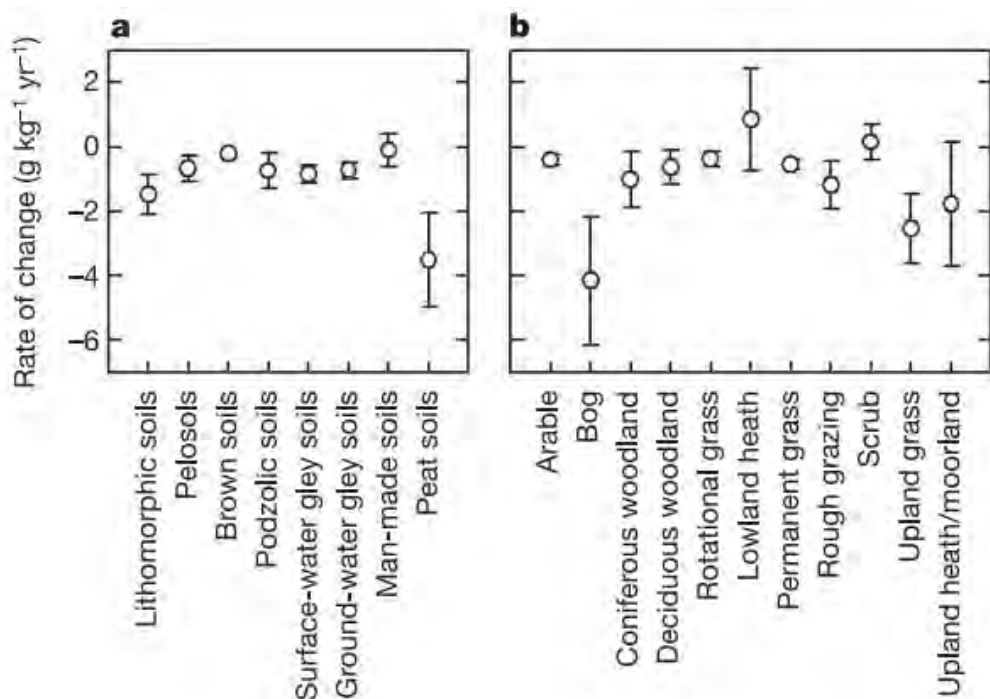 a
b
Rate of change (g kg⁻¹ yr⁻¹)
2
0
–2
–4
–6
Lithomorphic soils
Pelosols
Brown soils
Podzolic soils
Surface-water gley soils
Ground-water gley soils
Man-made soils
Peat soils
Arable
Bog
Coniferous woodland
Deciduous woodland
Rotational grass
Lowland heath
Permanent grass
Rough grazing
Scrub
Upland grass
Upland heath/moorland